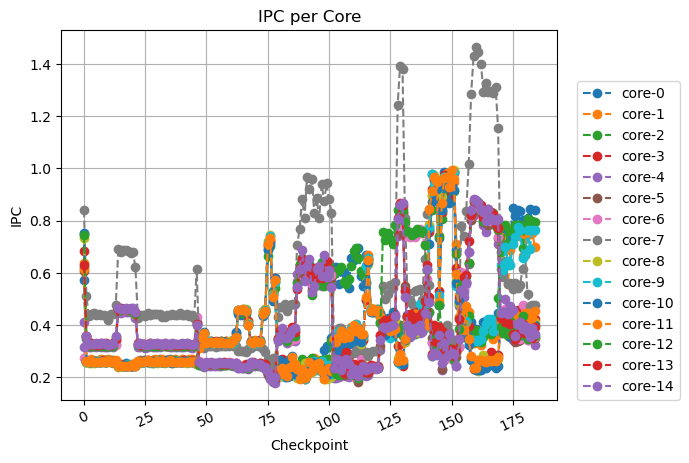 IPC per Core
IPC
1.4
1.2
1.0
0.8
0.6
0.4
0.2
0
25
50
75
100
125
150
175
Checkpoint
core-0
core-1
core-2
core-3
core-4
core-5
core-6
core-7
core-8
core-9
core-10
core-11
core-12
core-13
core-14